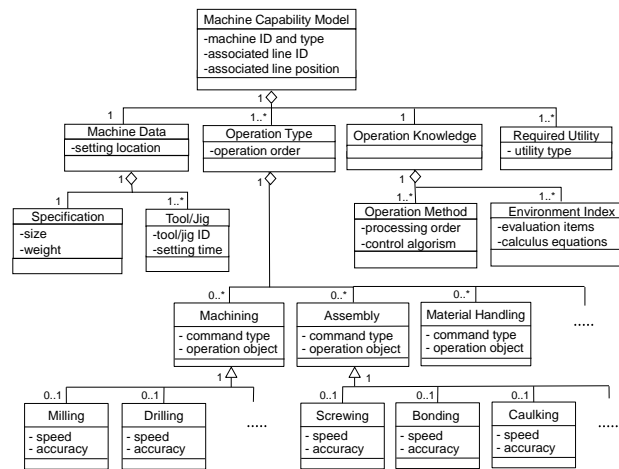 Machine Capability Model
-machine ID and type
-associated line ID
-associated line position
1
1
1..*
1
1..*
Machine Data
-setting location
Operation Type
-operation order
Operation Knowledge
Required Utility
- utility type
1
1
1
1
1..*
1..*
1..*
Specification
-size
-weight
Tool/Jig
-tool/jig ID
-setting time
Operation Method
-processing order
-control algorism
Environment Index
-evaluation items
-calculus equations
0..*
0..*
0..*
Machining
- command type
- operation object
Assembly
- command type
- operation object
Material Handling
- command type
- operation object
.....
1
1
0..1
0..1
0..1
0..1
0..1
Milling
- speed
- accuracy
Drilling
- speed
- accuracy
.....
Screwing
- speed
- accuracy
Bonding
- speed
- accuracy
Caulking
- speed
- accuracy
.....